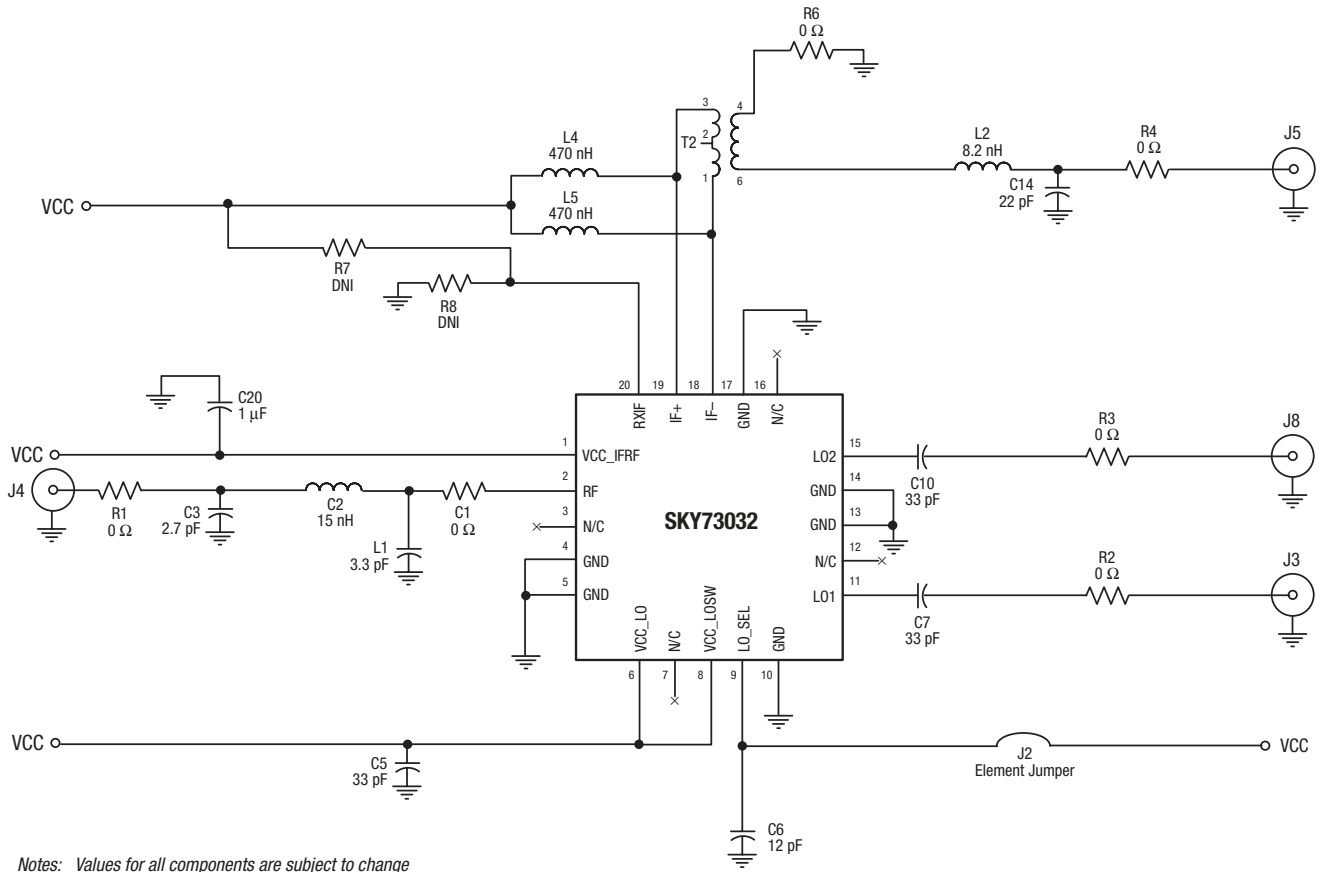 R6
0 Ω
3
4
T2
2
1
6
L4
470 nH
L5
470 nH
L2
8.2 nH
R4
0 Ω
J5
C14
22 pF
VCC
R7
DNI
R8
DNI
C20
1 μF
20
19
18
17
16
RXIF
IF+
IF–
GND
N/C
VCC
1
VCC_IFRF
J4
R1
0 Ω
C3
2.7 pF
C2
15 nH
L1
3.3 pF
C1
0 Ω
2
RF
3
N/C
4
GND
5
GND
SKY73032
15
LO2
14
GND
13
GND
12
N/C
11
LO1
C10
33 pF
R3
0 Ω
J8
C7
33 pF
R2
0 Ω
J3
VCC_LO
N/C
VCC_LOSW
LO_SEL
GND
6
7
8
9
10
VCC
C5
33 pF
J2
Element Jumper
VCC
C6
12 pF
Notes: Values for all components are subject to change